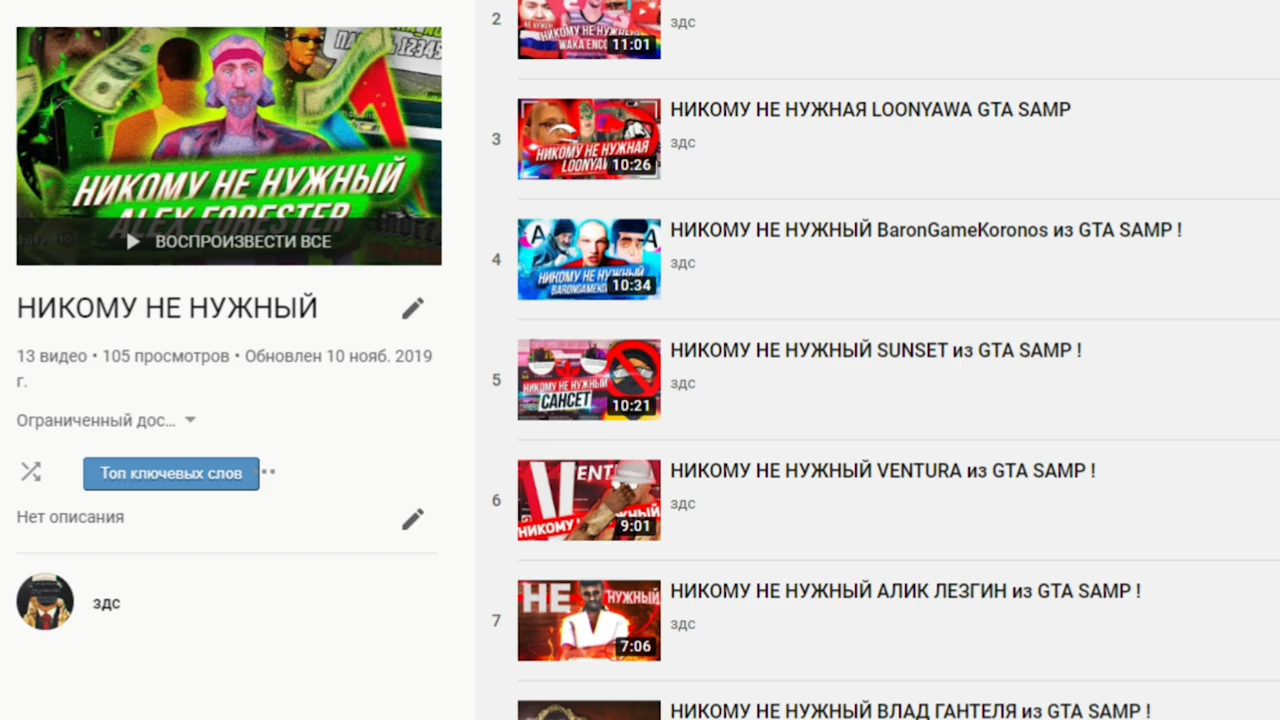 НИКОМУ НЕ НУЖНЫЙ
ALEX FORESTER
ВОСПРОИЗВЕСТИ ВСЕ
НИКОМУ НЕ НУЖНЫЙ
13 видео • 105 просмотров • Обновлен 10 нояб. 2019
г.
Ограниченный дос...
Топ ключевых слов
Нет описания
здс
2
НИКОМУ НЕ НУЖНЫЙ
WAKA
11:01
здс
3
НИКОМУ НЕ НУЖНАЯ
10:26
НИКОМУ НЕ НУЖНАЯ LOONYAWA GTA SAMP
здс
4
НИКОМУ НЕ НУЖНЫЙ
10:34
НИКОМУ НЕ НУЖНЫЙ BaronGameKoronos из GTA SAMP !
здс
5
НИКОМУ НЕ НУЖНЫЙ
САНСЕТ
10:21
НИКОМУ НЕ НУЖНЫЙ SUNSET из GTA SAMP !
здс
6
9:01
НИКОМУ НЕ НУЖНЫЙ VENTURA из GTA SAMP !
здс
7
НЕ НУЖНЫЙ
7:06
НИКОМУ НЕ НУЖНЫЙ АЛИК ЛЕЗГИН из GTA SAMP !
здс
НИКОМУ НЕ НУЖНЫЙ ВЛАД ГАНТЕЛЯ из GTA SAMP !